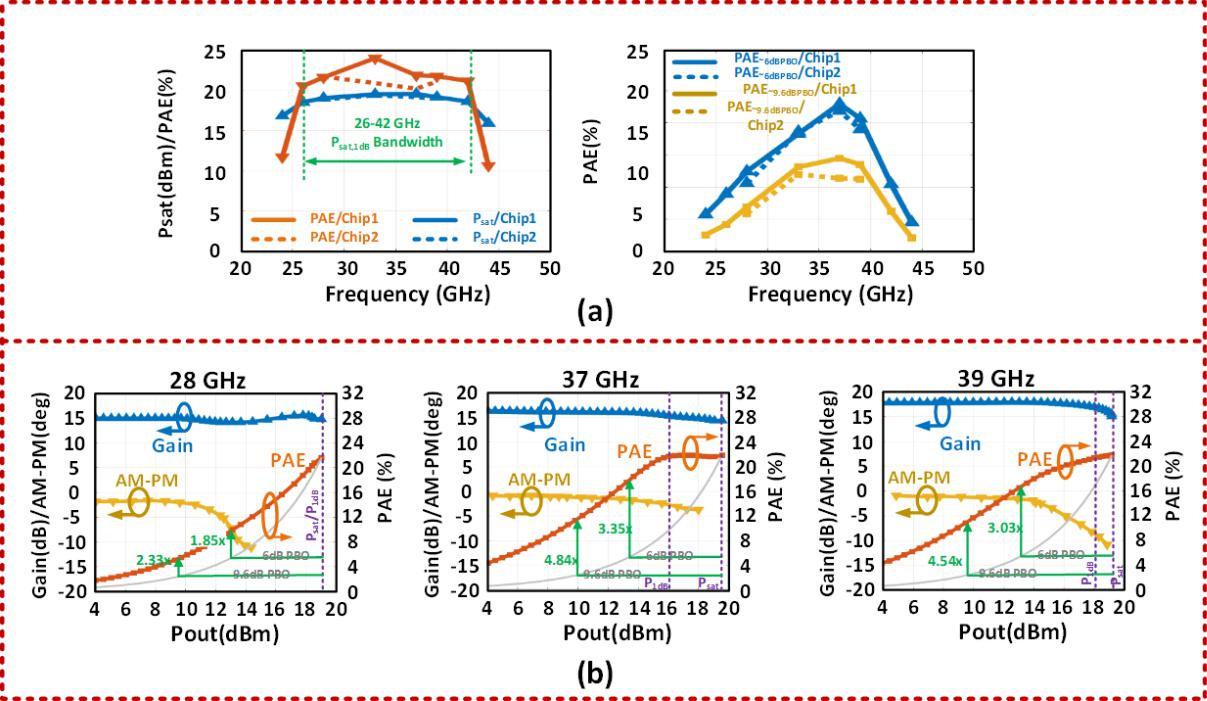 25
20
15
10
5
0
20 25 30 35 40 45 50
Psat(dBm)/PAE(%)
Frequency (GHz)
26-42 GHz
Psat,1dB Bandwidth
PAE/Chip1
Psat/Chip1
PAE/Chip2
Psat/Chip2
25
20
15
10
5
0
20 25 30 35 40 45 50
PAE(%)
Frequency (GHz)
PAE-6dBPBO/Chip1
PAE-6dBPBO/Chip2
PAE-9.6dBPBO/Chip1
PAE-9.6dBPBO/
Chip2
(a)
28 GHz
20
15
10
5
0
-5
-10
-15
-20
32
28
24
20
16
12
8
4
0
4 6 8 10 12 14 16 18 20
Gain(dB)/AM-PM(deg)
PAE (%)
Pout(dBm)
Gain
PAE
AM-PM
Psat/P1dB
1.85x
2.33x
6dB PBO
9.6dB PBO
37 GHz
20
15
10
5
0
-5
-10
-15
-20
32
28
24
20
16
12
8
4
0
4 6 8 10 12 14 16 18 20
Gain(dB)/AM-PM(deg)
PAE (%)
Pout(dBm)
Gain
PAE
AM-PM
3.35x
4.84x
6dB PBO
9.6dB PBO
P1dB
Psat
39 GHz
20
15
10
5
0
-5
-10
-15
-20
32
28
24
20
16
12
8
4
0
4 6 8 10 12 14 16 18 20
Gain(dB)/AM-PM(deg)
PAE (%)
Pout(dBm)
Gain
PAE
AM-PM
3.03x
4.54x
6dB PBO
9.6dB PBO
P1dB
Psat
(b)